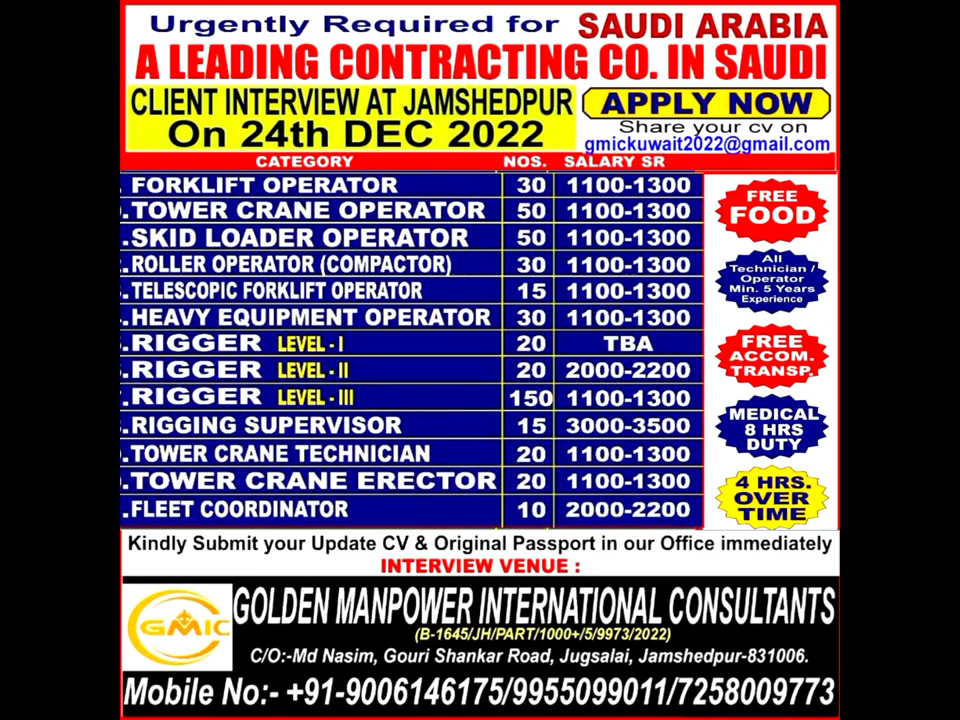 Urgently Required for SAUDI ARABIA
A LEADING CONTRACTING CO. IN SAUDI
CLIENT INTERVIEW AT JAMSHEDPUR
On 24th DEC 2022
APPLY NOW
Share your cv on
gmickuwait2022@gmail.com
CATEGORY NOS. SALARY SR
. FORKLIFT OPERATOR 30 1100-1300
.TOWER CRANE OPERATOR 50 1100-1300
.SKID LOADER OPERATOR 50 1100-1300
.ROLLER OPERATOR (COMPACTOR) 30 1100-1300
.TELESCOPIC FORKLIFT OPERATOR 15 1100-1300
.HEAVY EQUIPMENT OPERATOR 30 1100-1300
.RIGGER LEVEL - I 20 TBA
.RIGGER LEVEL - II 20 2000-2200
.RIGGER LEVEL - III 150 1100-1300
.RIGGING SUPERVISOR 15 3000-3500
.TOWER CRANE TECHNICIAN 20 1100-1300
.TOWER CRANE ERECTOR 20 1100-1300
.FLEET COORDINATOR 10 2000-2200
FREE
FOOD
All
Technician /
Operator
Min. 5 Years
Experience
FREE
ACCOM.
TRANSP.
MEDICAL
8 HRS
DUTY
4 HRS.
OVER
TIME
Kindly Submit your Update CV & Original Passport in our Office immediately
INTERVIEW VENUE :
GMIC
GOLDEN MANPOWER INTERNATIONAL CONSULTANTS
(B-1645/JH/PART/1000+/5/9973/2022)
C/O:-Md Nasim, Gouri Shankar Road, Jugsalai, Jamshedpur-831006.
Mobile No:- +91-9006146175/9955099011/7258009773